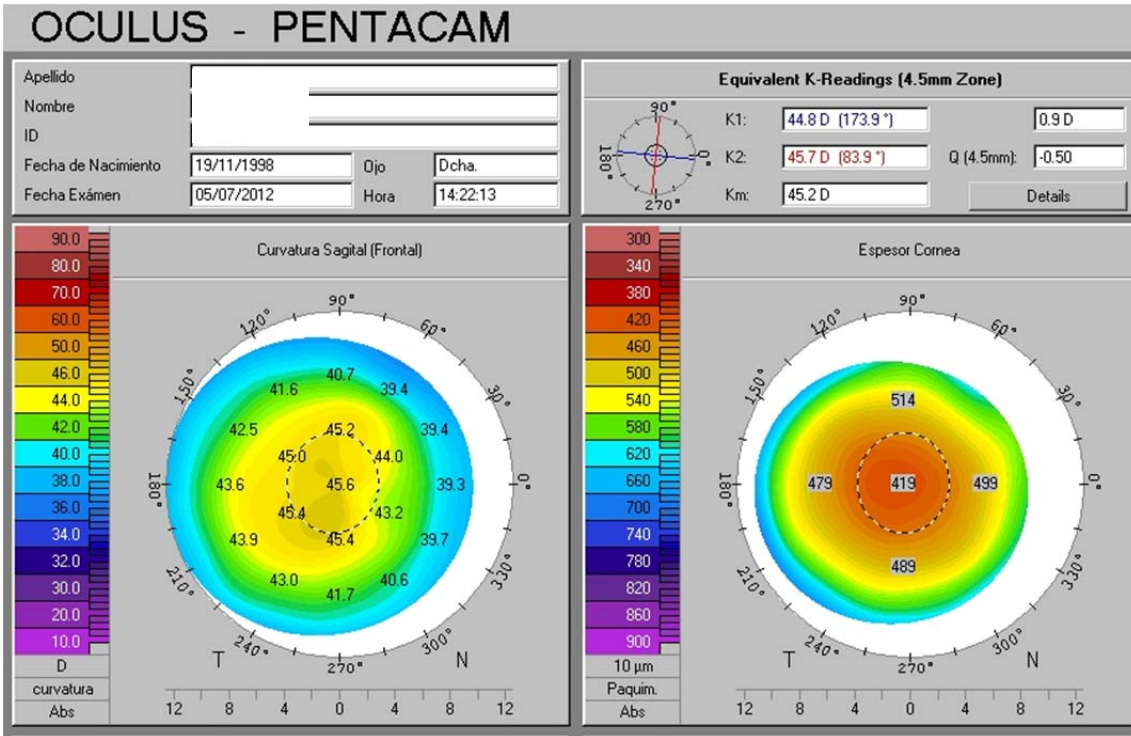 OCULUS - PENTACAM
Apellido
Nombre
ID
Fecha de Nacimiento 19/11/1998 Ojo Dcha.
Fecha Exámen 05/07/2012 Hora 14:22:13
Equivalent K-Readings (4.5mm Zone)
90°
180°
0°
270°
K1: 44.8 D (173.9 °) 0.9 D
K2: 45.7 D (83.9 °) Q (4.5mm): -0.50
Km: 45.2 D Details
Curvatura Sagital (Frontal)
90.0
80.0
70.0
60.0
50.0
46.0
44.0
42.0
40.0
38.0
36.0
34.0
32.0
30.0
20.0
10.0
D
curvatura
Abs
90°
120° 60°
150° 30°
180° 0°
210° 330°
240° 300°
270°
T N
40.7
41.6 39.4
42.5 45.2 39.4
45.0 44.0
43.6 45.6 39.3
45.4 43.2
43.9 45.4 39.7
43.0 40.6
41.7
12 8 4 0 4 8 12
Espesor Cornea
300
340
380
420
460
500
540
580
620
660
700
740
780
820
860
900
10 µm
Paquim.
Abs
90°
120° 60°
150° 30°
180° 0°
210° 330°
240° 300°
270°
T N
514
479 419 499
489
12 8 4 0 4 8 12